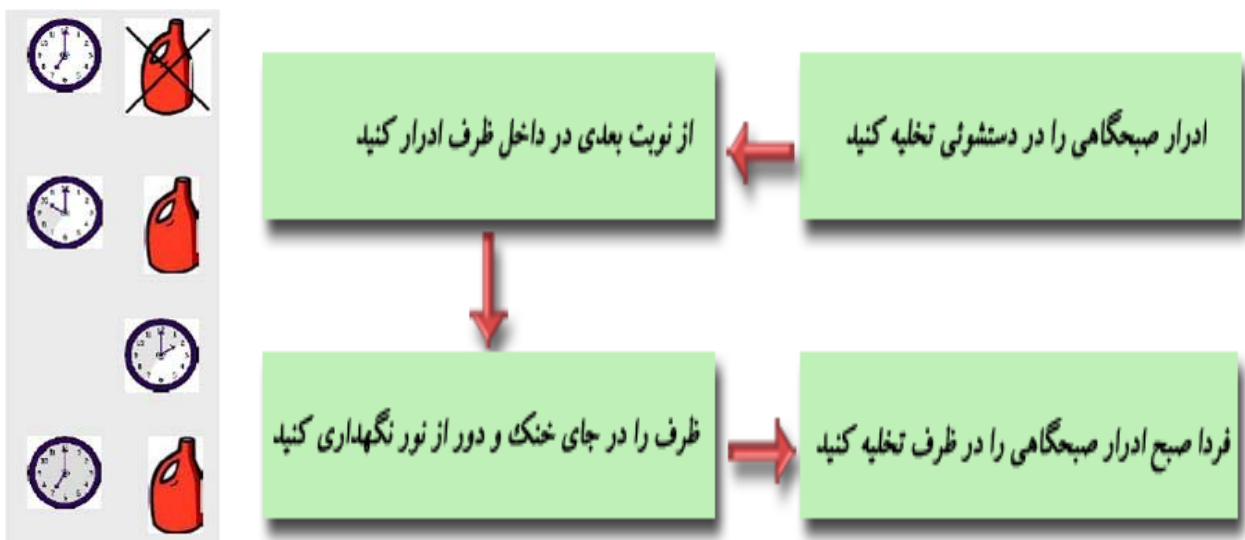 ادرار صبحگاهی را در دستشوئی تخلیه کنید
از نوبت بعدی در داخل ظرف ادرار کنید
ظرف را در جای خنک و دور از نور نگهداری کنید
فردا صبح ادرار صبحگاهی را در ظرف تخلیه کنید